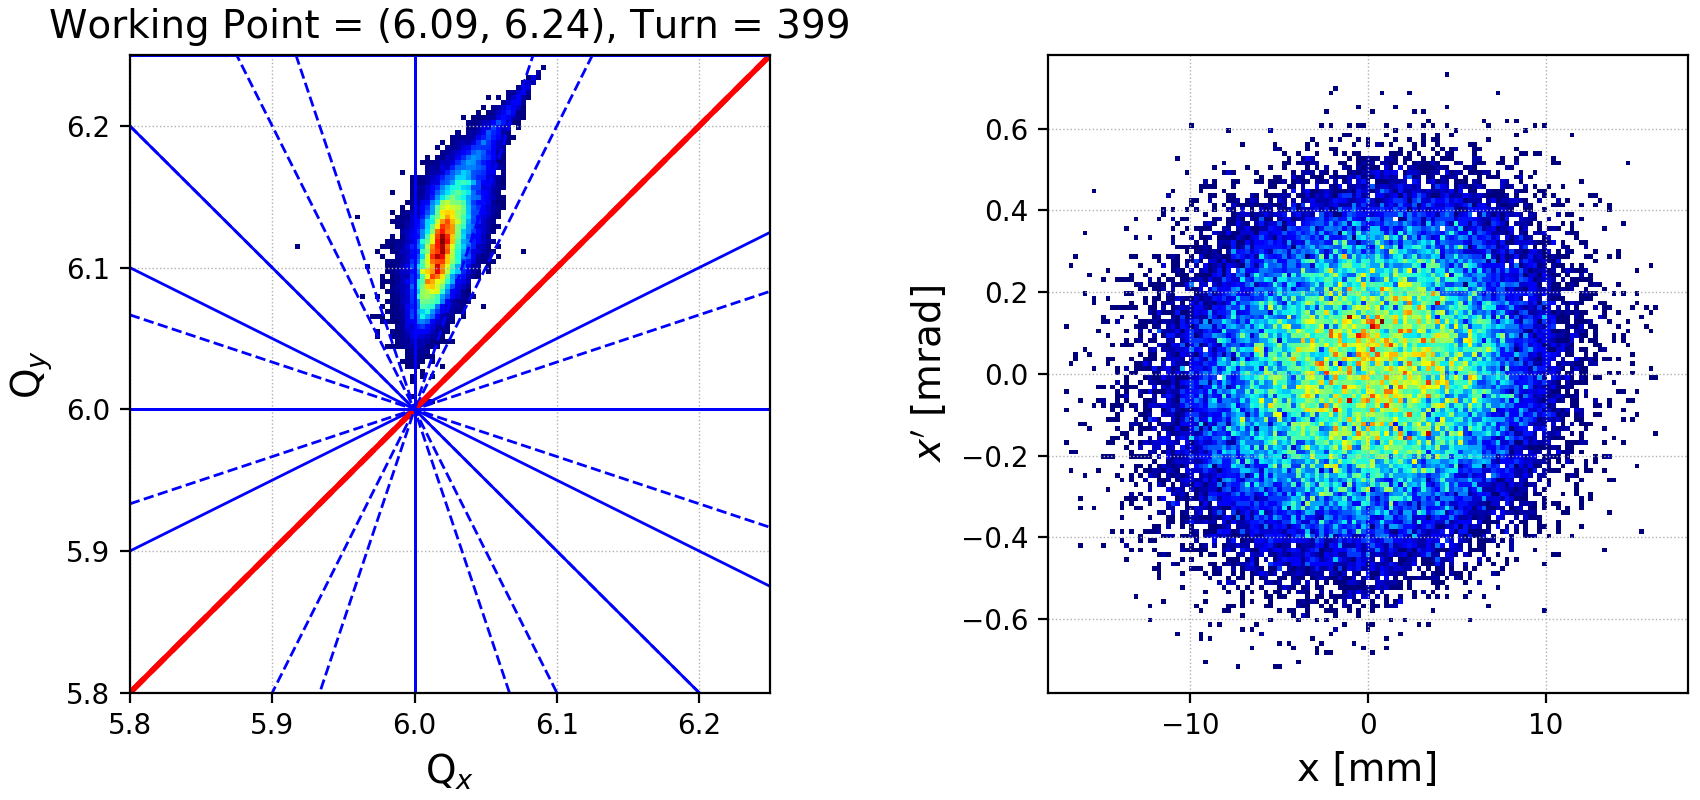 Working Point = (6.09, 6.24), Turn = 399
6.2
6.1
6.0
5.9
5.8
Q_y
5.8 5.9 6.0 6.1 6.2
Q_x
0.6
0.4
0.2
0.0
−0.2
−0.4
−0.6
x′ [mrad]
−10 0 10
x [mm]